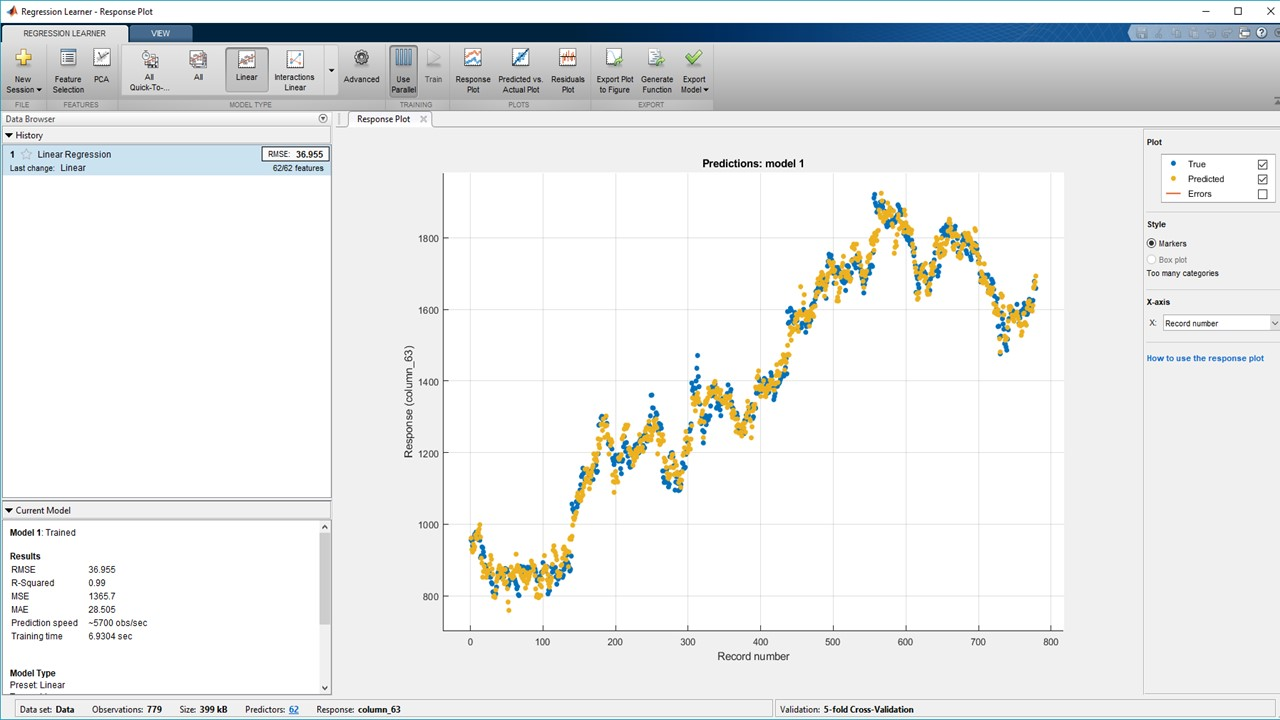 Regression Learner - Response Plot
REGRESSION LEARNER
VIEW
New Session
Feature Selection
PCA
All Quick-To-...
All
Linear
Interactions Linear
Advanced
Use Parallel
Train
Response Plot
Predicted vs. Actual Plot
Residuals Plot
Export Plot to Figure
Generate Function
Export Model
FILE
FEATURES
MODEL TYPE
TRAINING
PLOTS
EXPORT
Data Browser
History
1 Linear Regression RMSE: 36.955
Last change: Linear 62/62 features
Current Model
Model 1: Trained
Results
RMSE 36.955
R-Squared 0.99
MSE 1365.7
MAE 28.505
Prediction speed ~5700 obs/sec
Training time 6.9304 sec
Model Type
Preset: Linear
Response Plot
Predictions: model 1
Response (column_63)
1800
1600
1400
1200
1000
800
0 100 200 300 400 500 600 700 800
Record number
Plot
True
Predicted
Errors
Style
Markers
Box plot
Too many categories
X-axis
X: Record number
How to use the response plot
Data set: Data Observations: 779 Size: 399 kB Predictors: 62 Response: column_63
Validation: 5-fold Cross-Validation